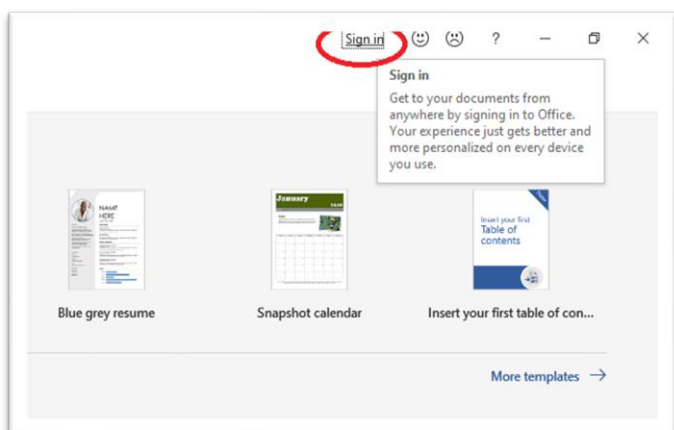 Sign in
?
Sign in
Get to your documents from
anywhere by signing in to Office.
Your experience just gets better and
more personalized on every device
you use.
NAME
HERE
January
Insert your first
Table of
contents
Blue grey resume
Snapshot calendar
Insert your first table of con...
More templates →